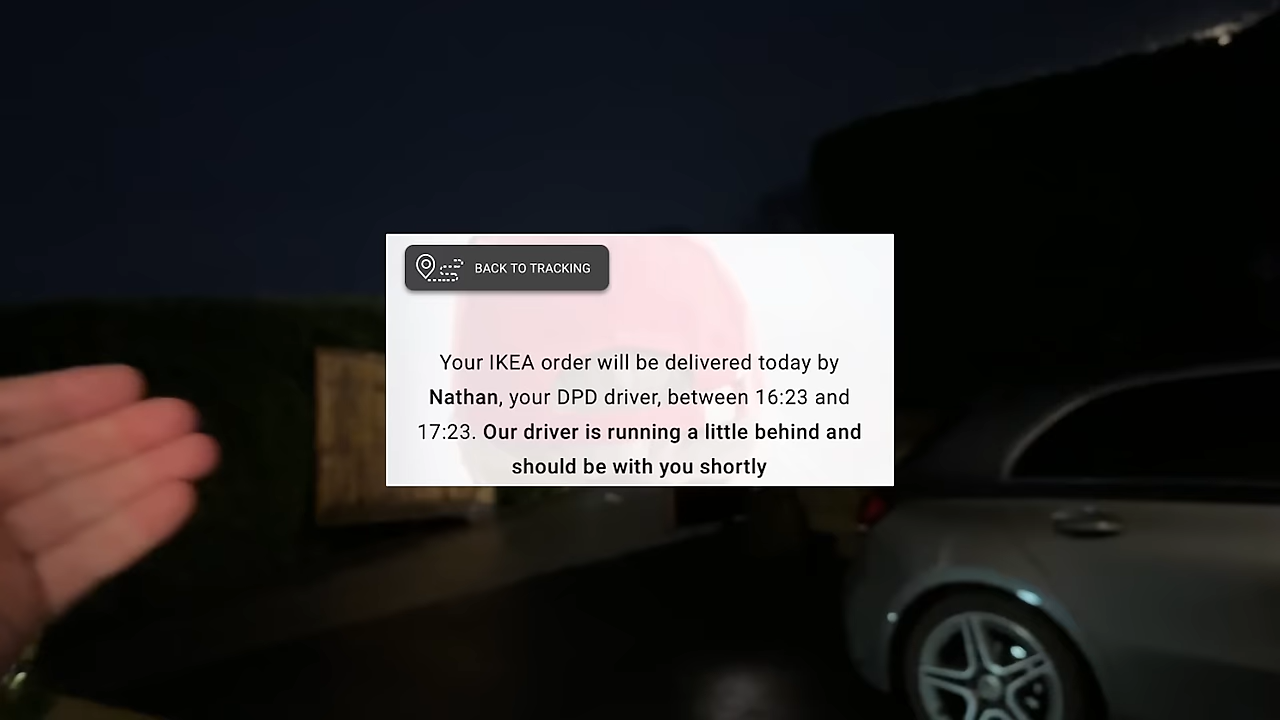 BACK TO TRACKING
Your IKEA order will be delivered today by
Nathan, your DPD driver, between 16:23 and
17:23. Our driver is running a little behind and
should be with you shortly